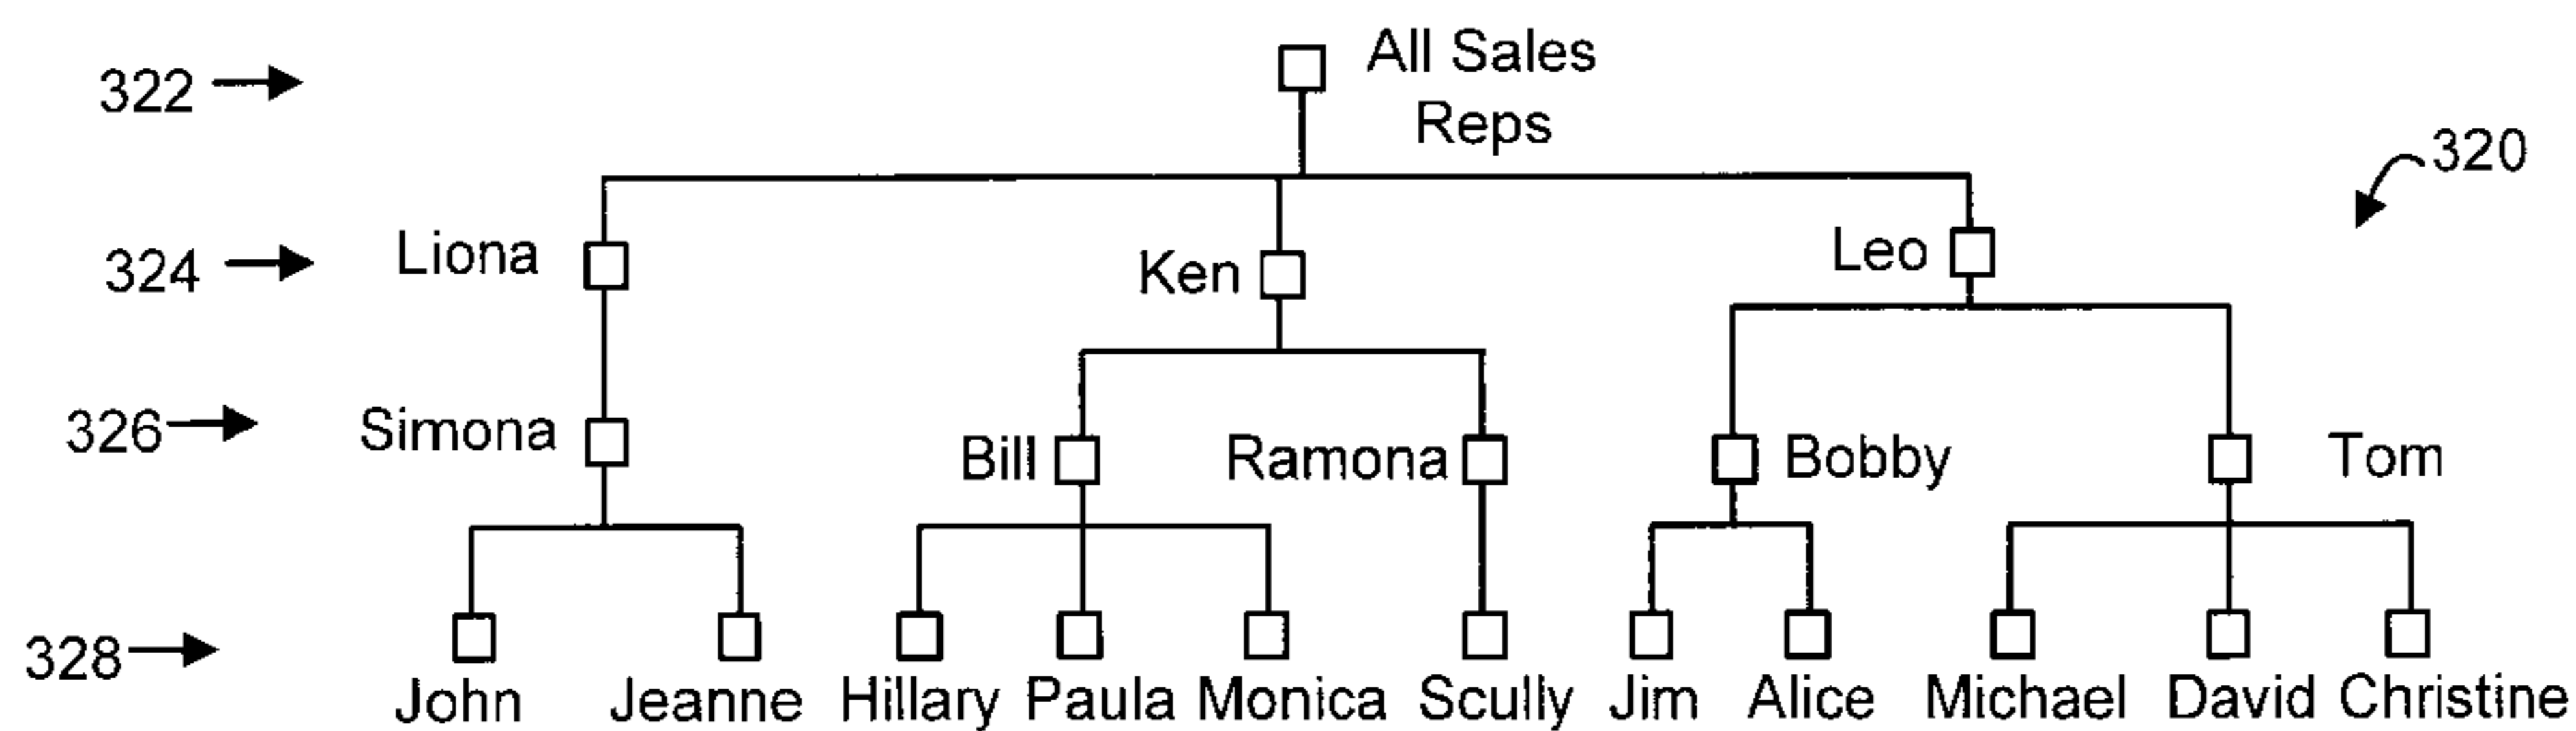 322 All Sales
Reps
320
324 Liona Ken Leo
326 Simona Bill Ramona Bobby Tom
328
John Jeanne Hillary Paula Monica Scully Jim Alice Michael David Christine